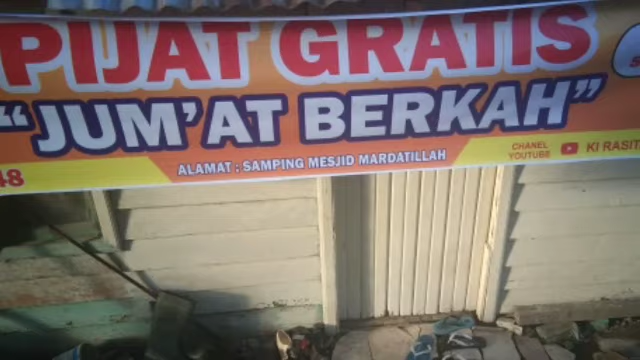 PIJAT GRATIS
"JUM'AT BERKAH"
ALAMAT : SAMPING MESJID MARDATILLAH
CHANEL
YOUTUBE
KI RASIT
48